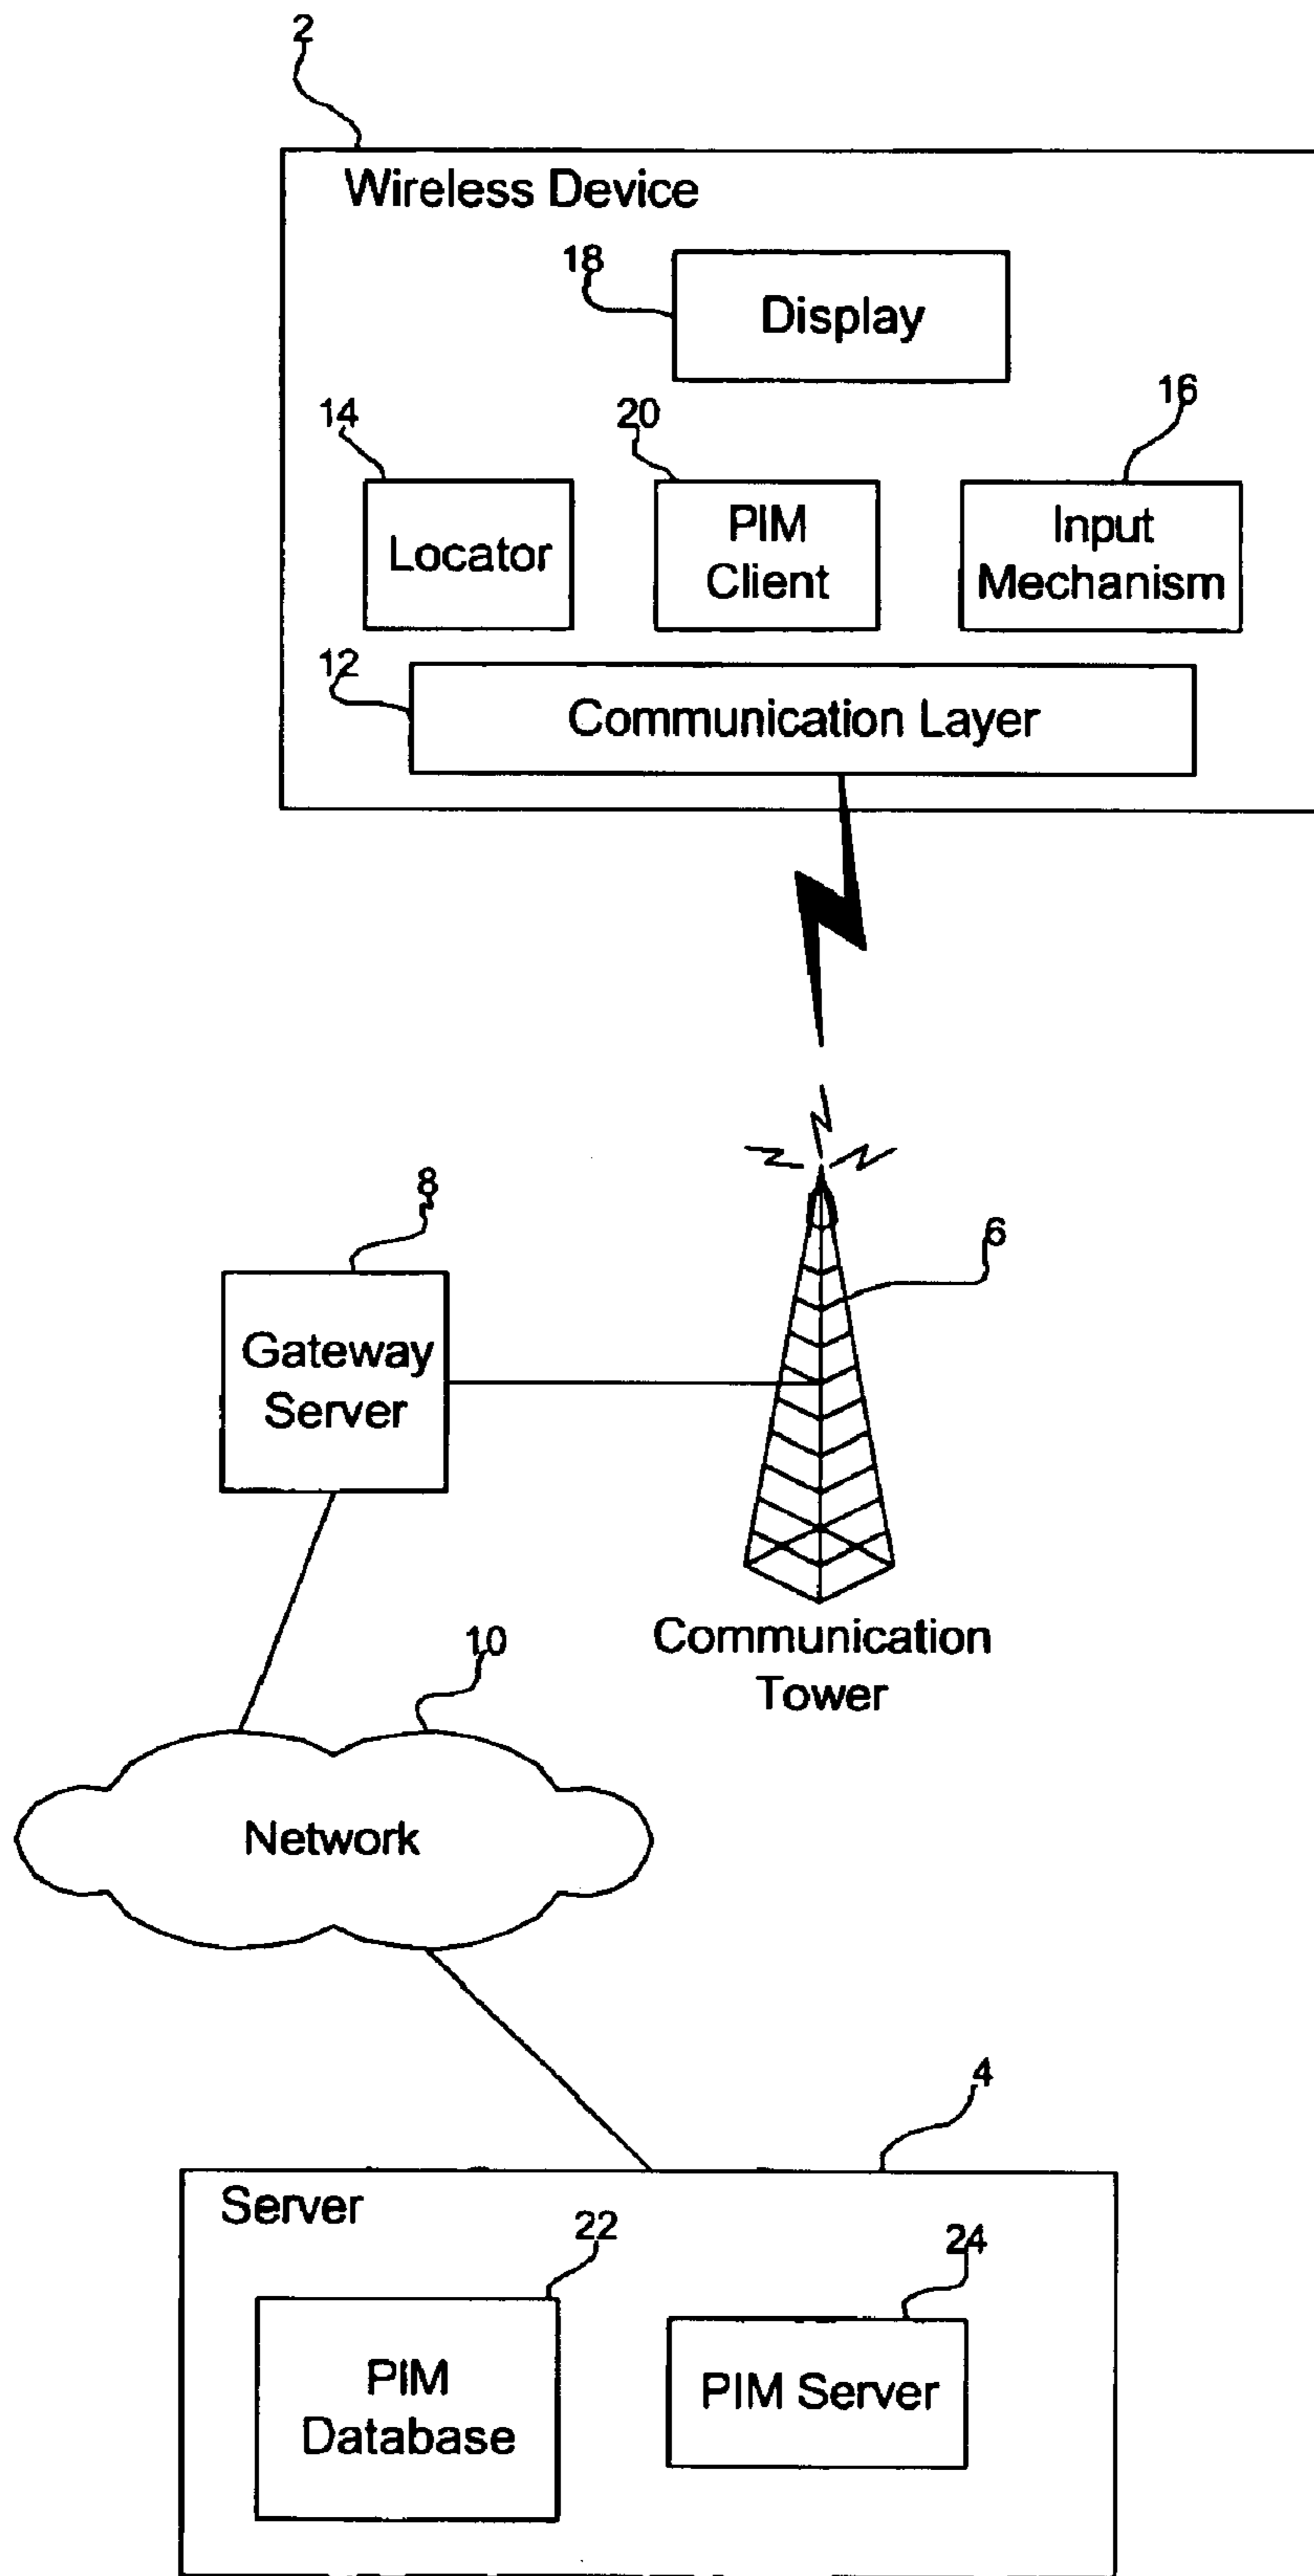 2
Wireless Device
18
Display
14
20
16
Locator
PIM
Client
Input
Mechanism
12
Communication Layer
8
6
Gateway
Server
Communication
Tower
10
Network
4
Server
22
24
PIM
Database
PIM Server